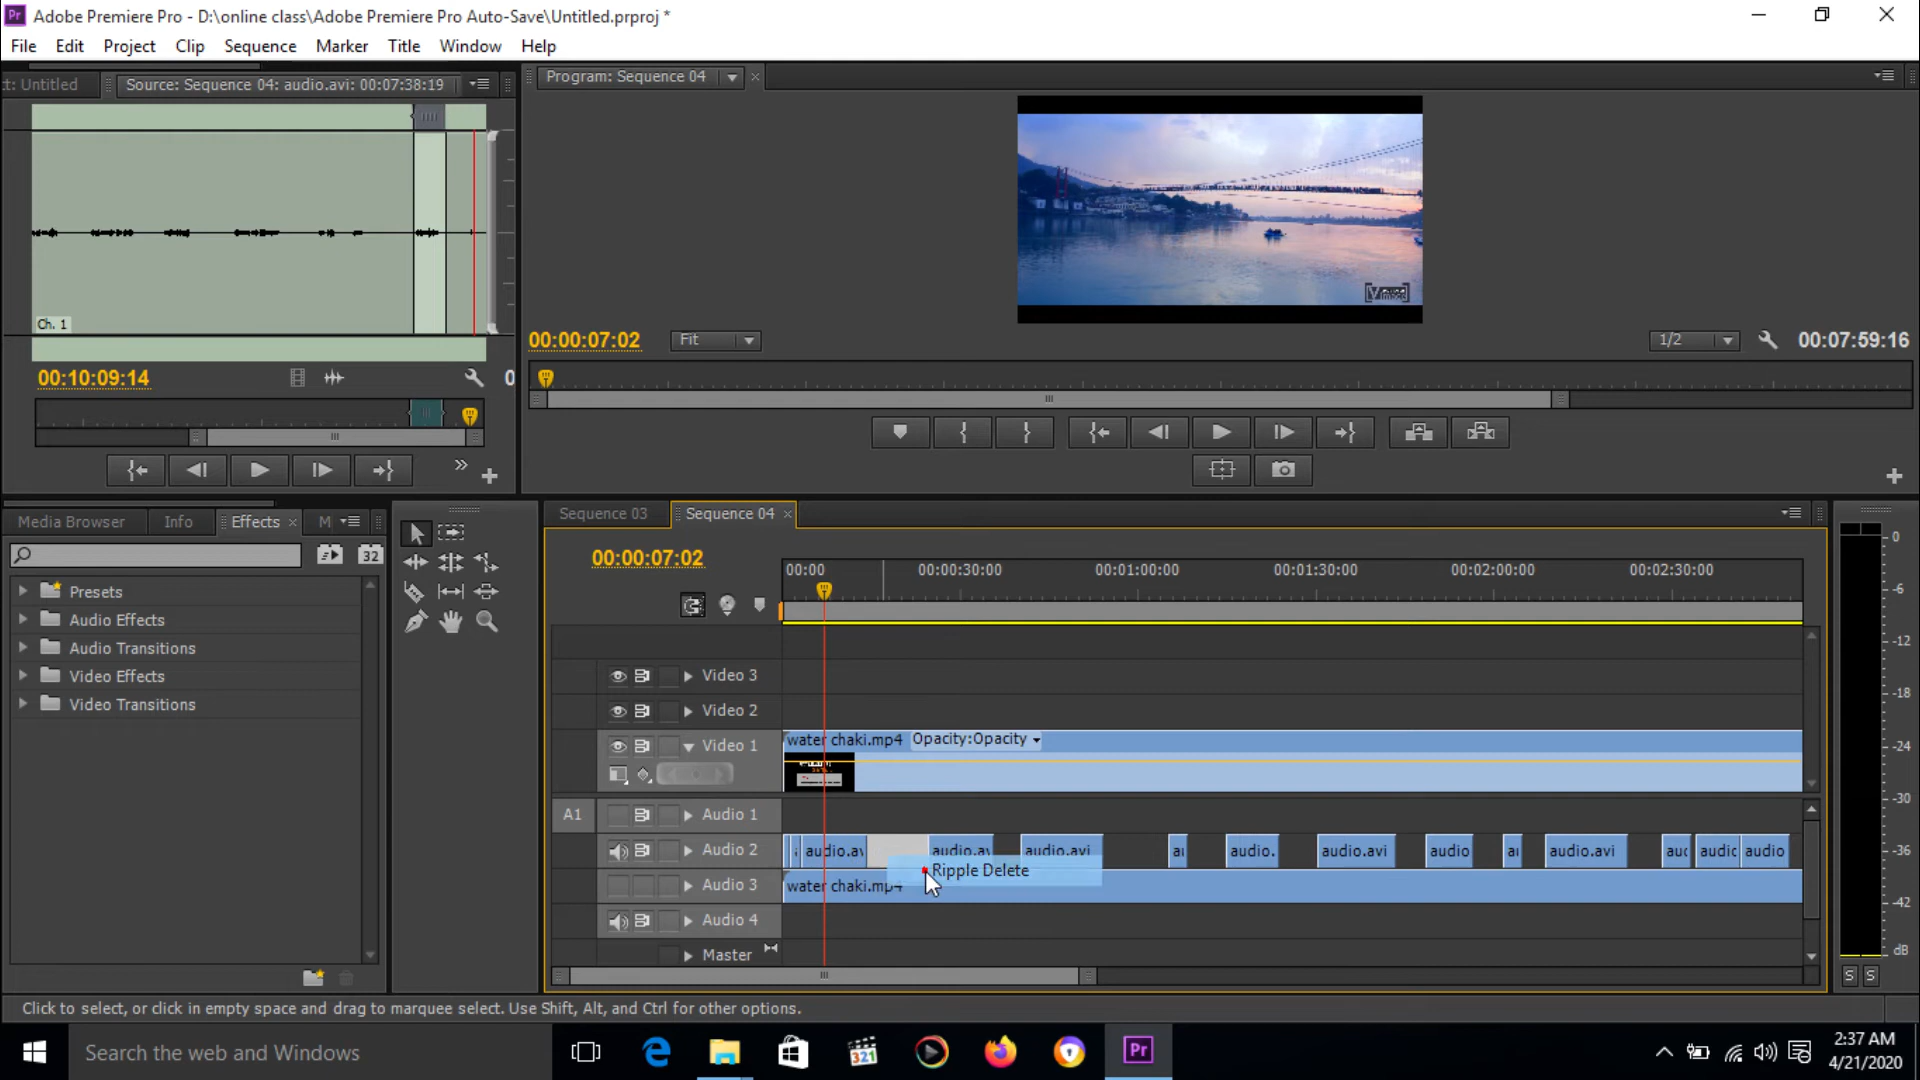 Adobe Premiere Pro - D:\online class\Adobe Premiere Pro Auto-Save\Untitled.prproj *
File Edit Project Clip Sequence Marker Title Window Help
ct: Untitled
Source: Sequence 04: audio.avi: 00:07:38:19
Program: Sequence 04
Ch. 1
00:10:09:14
0
00:00:07:02
Fit
1/2
00:07:59:16
Media Browser Info Effects M
32
Presets
Audio Effects
Audio Transitions
Video Effects
Video Transitions
Sequence 03 Sequence 04
00:00:07:02
00:00 00:00:30:00 00:01:00:00 00:01:30:00 00:02:00:00 00:02:30:00
Video 3
Video 2
Video 1
water chaki.mp4 Opacity:Opacity
A1 Audio 1
Audio 2
audio.av audio.av audio.avi au audio. audio.avi audio au audio.avi aud audio audio
Ripple Delete
Audio 3
water chaki.mp4
Audio 4
Master
0
-6
-12
-18
-24
-30
-36
-42
dB
S S
Click to select, or click in empty space and drag to marquee select. Use Shift, Alt, and Ctrl for other options.
Search the web and Windows
321
Pr
2:37 AM
4/21/2020